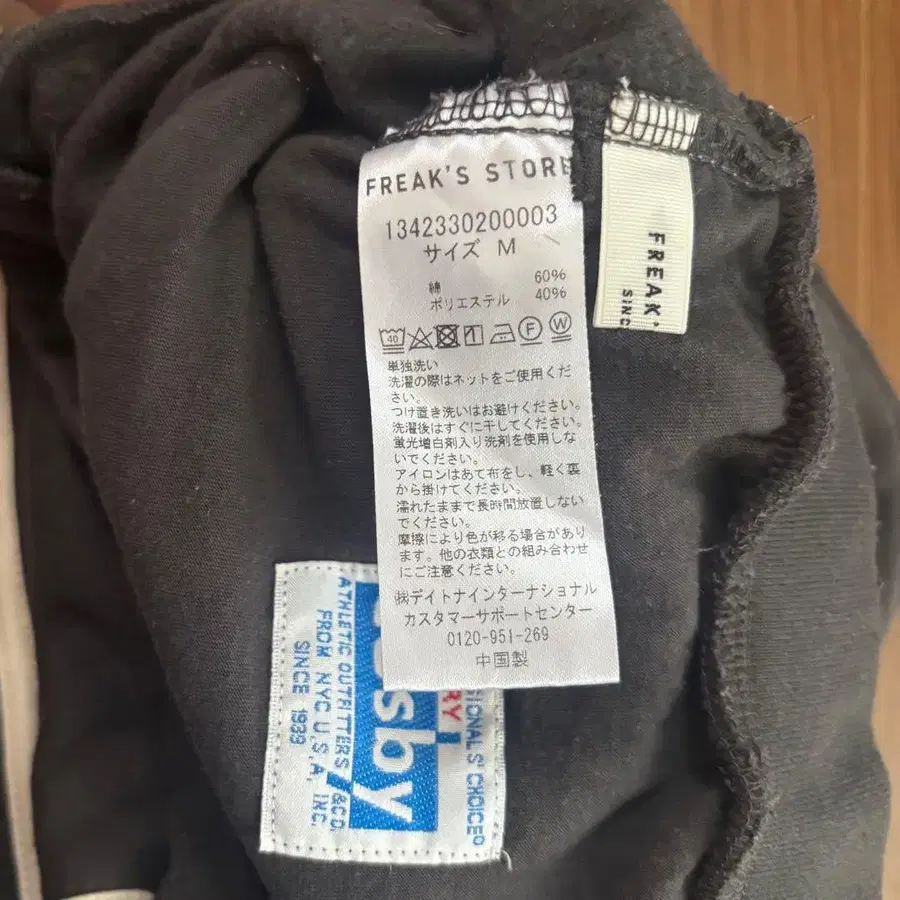 FREAK'S STORE
1342330200003
サイズ M
綿 60%
ポリエステル 40%
40
単独洗い
洗濯の際はネットをご使用くだ
さい。
つけ置き洗いはお避けください。
洗濯後はすぐに干してください。
蛍光増白剤入り洗剤を使用しな
いでください。
アイロンはあて布をし、軽く裏
から掛けてください。
濡れたままで長時間放置しない
でください。
摩擦により色が移る場合があり
ます。他の衣類との組み合わせ
にご注意ください。
㈱デイトナインターナショナル
カスタマーサポートセンター
0120-951-269
中国製
FREAK'
SINC
SIONALS' CHOICE
RY
sby
ATHLETIC OUTFITTERS &CO.
FROM NYC U.S.A. INC.
SINCE 1939